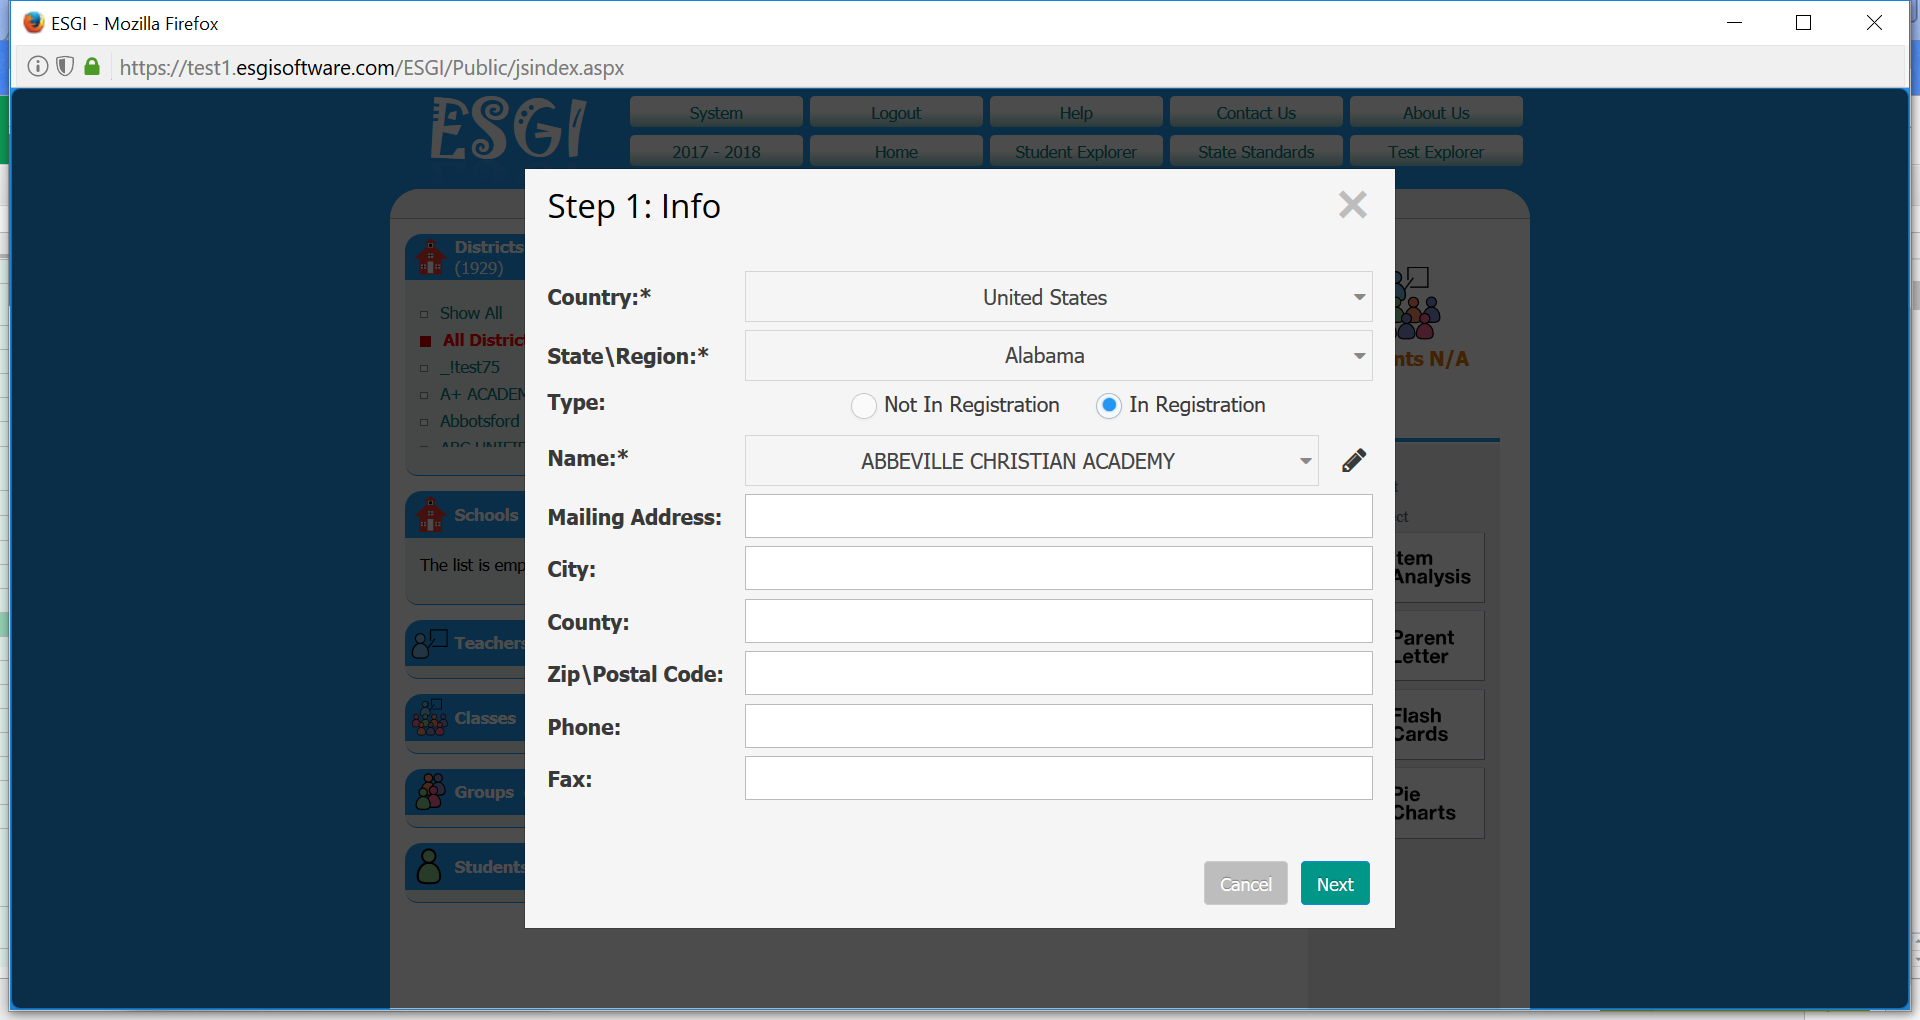 ESGI - Mozilla Firefox
https://test1.esgisoftware.com/ESGI/Public/jsindex.aspx
ESGI
System
Logout
Help
Contact Us
About Us
2017 - 2018
Home
Student Explorer
State Standards
Test Explorer
Step 1: Info
Districts
(1929)
Show All
All Distric
_!test75
A+ ACADEM
Abbotsford
Schools
The list is emp
Teachers
Classes
Groups
Students
Country:*
United States
State\Region:*
Alabama
Type:
Not In Registration
In Registration
Name:*
ABBEVILLE CHRISTIAN ACADEMY
Mailing Address:
City:
County:
Zip\Postal Code:
Phone:
Fax:
Cancel
Next
nts N/A
ct
tem
Analysis
Parent
Letter
Flash
Cards
Pie
Charts